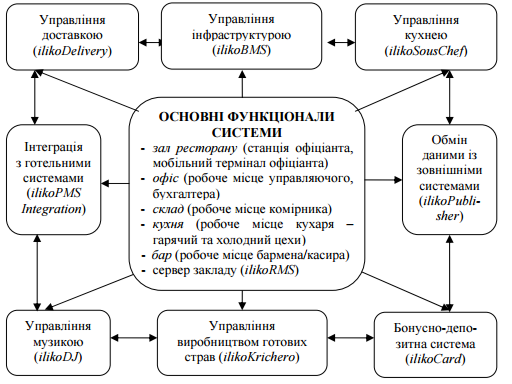 Управління
доставкою
(ilikoDelivery)
Управління
інфраструктурою
(ilikoBMS)
Управління
кухнею
(ilikoSousChef)
ОСНОВНІ ФУНКЦІОНАЛИ
СИСТЕМИ
- зал ресторану (станція офіціанта,
мобільний термінал офіціанта)
- офіс (робоче місце управляючого,
бухгалтера)
- склад (робоче місце комірника)
- кухня (робоче місце кухаря –
гарячий та холодний цехи)
- бар (робоче місце бармена/касира)
- сервер закладу (ilikoRMS)
Інтеграція
з готельними
системами
(ilikoPMS
Integration)
Обмін
даними із
зовнішніми
системами
(ilikoPubli-
sher)
Управління
музикою
(ilikoDJ)
Управління
виробництвом готових
страв (ilikoKrichero)
Бонусно-депо-
зитна система
(ilikoCard)